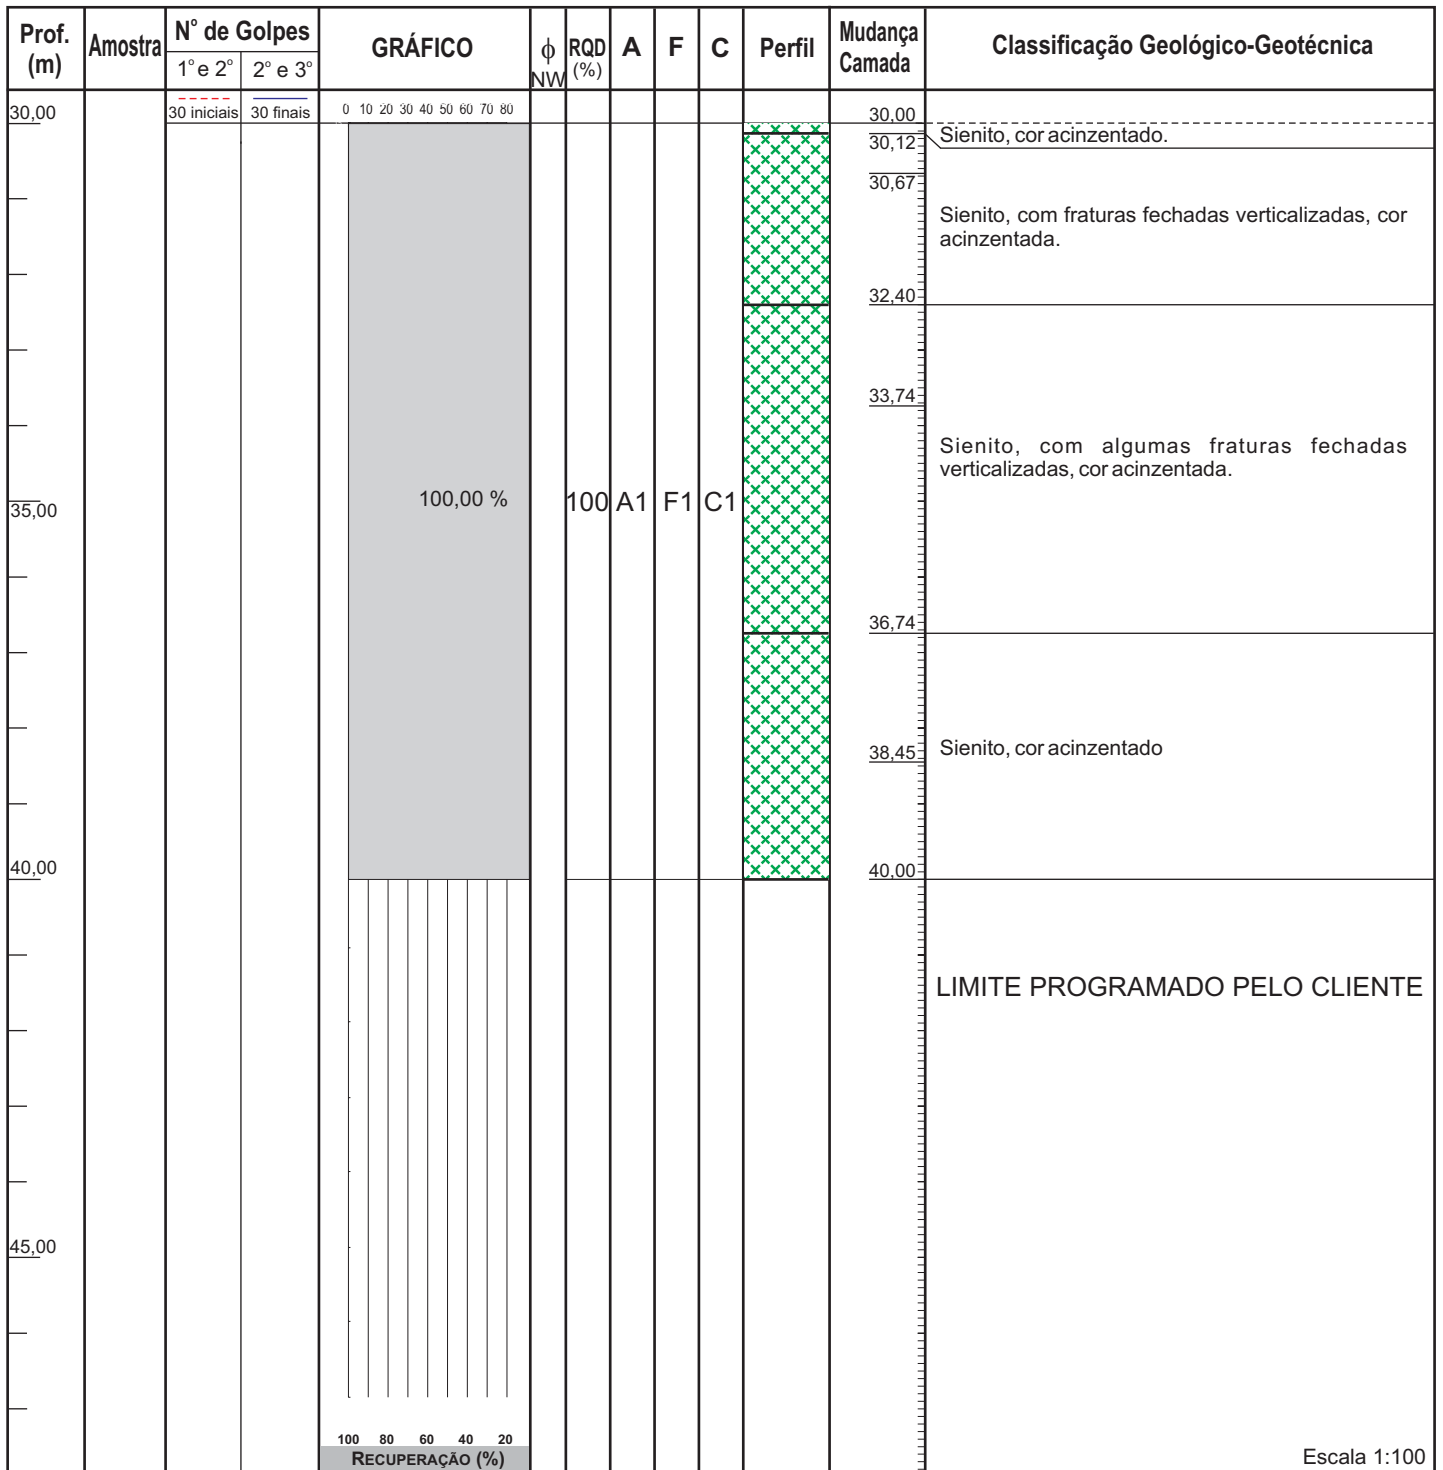 Prof. (m)
Amostra
N° de Golpes
1° e 2°
2° e 3°
GRÁFICO
ϕ NW
RQD (%)
A
F
C
Perfil
Mudança Camada
Classificação Geológico-Geotécnica
30 iniciais
30 finais
0 10 20 30 40 50 60 70 80
30,00
30,00
30,12
Sienito, cor acinzentado.
30,67
Sienito, com fraturas fechadas verticalizadas, cor
acinzentada.
32,40
33,74
Sienito, com algumas fraturas fechadas
verticalizadas, cor acinzentada.
35,00
100,00 %
100
A1
F1
C1
36,74
38,45
Sienito, cor acinzentado
40,00
40,00
LIMITE PROGRAMADO PELO CLIENTE
45,00
100 80 60 40 20
RECUPERAÇÃO (%)
Escala 1:100